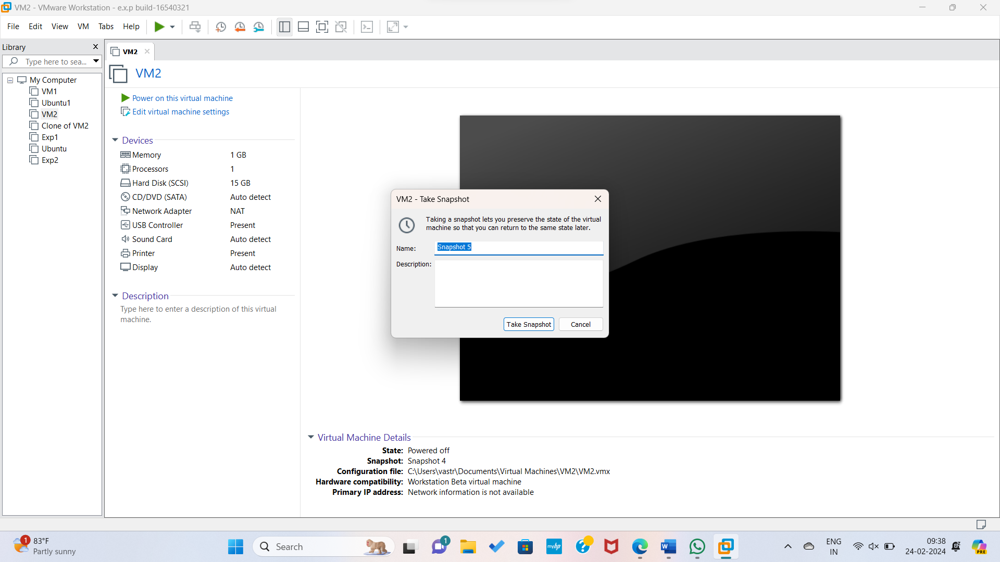 VM2 - VMware Workstation - e.x.p build-16540321
File Edit View VM Tabs Help
Library
Type here to sea...
My Computer
VM1
Ubuntu1
VM2
Clone of VM2
Exp1
Ubuntu
Exp2
VM2
VM2
Power on this virtual machine
Edit virtual machine settings
Devices
Memory 1 GB
Processors 1
Hard Disk (SCSI) 15 GB
CD/DVD (SATA) Auto detect
Network Adapter NAT
USB Controller Present
Sound Card Auto detect
Printer Present
Display Auto detect
Description
Type here to enter a description of this virtual
machine.
VM2 - Take Snapshot
Taking a snapshot lets you preserve the state of the virtual
machine so that you can return to the same state later.
Name: Snapshot 5
Description:
Take Snapshot Cancel
Virtual Machine Details
State: Powered off
Snapshot: Snapshot 4
Configuration file: C:\Users\vastr\Documents\Virtual Machines\VM2\VM2.vmx
Hardware compatibility: Workstation Beta virtual machine
Primary IP address: Network information is not available
1
83°F
Partly sunny
Search
1
myhp
?
W
ENG
IN
09:38
24-02-2024
PRE